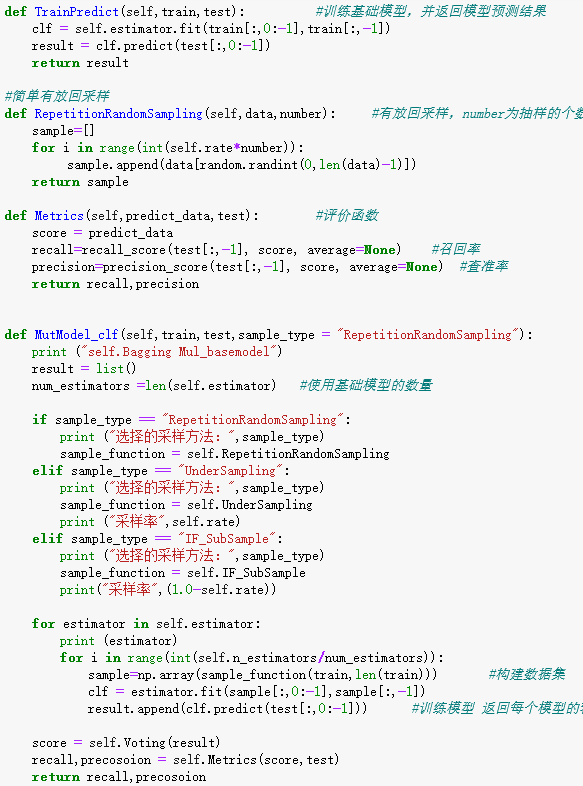 def TrainPredict(self,train,test):          #训练基础模型，并返回模型预测结果
    clf = self.estimator.fit(train[:,0:-1],train[:,-1])
    result = clf.predict(test[:,0:-1])
    return result
#简单有放回采样
def RepetitionRandomSampling(self,data,number):     #有放回采样，number为抽样的个
    sample=[]
    for i in range(int(self.rate*number)):
         sample.append(data[random.randint(0,len(data)-1)])
    return sample
def Metrics(self,predict_data,test):        #评价函数
    score = predict_data
    recall=recall_score(test[:,-1], score, average=None)    #召回率
    precision=precision_score(test[:,-1], score, average=None)  #查准率
    return recall,precision
def MutModel_clf(self,train,test,sample_type = "RepetitionRandomSampling"):
    print ("self.Bagging Mul_basemodel")
    result = list()
    num_estimators =len(self.estimator)   #使用基础模型的数量
    if sample_type == "RepetitionRandomSampling":
        print ("选择的采样方法：",sample_type)
        sample_function = self.RepetitionRandomSampling
    elif sample_type == "UnderSampling":
        print ("选择的采样方法：",sample_type)
        sample_function = self.UnderSampling
        print ("采样率",self.rate)
    elif sample_type == "IF_SubSample":
        print ("选择的采样方法：",sample_type)
        sample_function = self.IF_SubSample
        print("采样率",(1.0-self.rate))
    for estimator in self.estimator:
        print (estimator)
        for i in range(int(self.n_estimators/num_estimators)):
            sample=np.array(sample_function(train,len(train)))       #构建数据集
            clf = estimator.fit(sample[:,0:-1],sample[:,-1])
            result.append(clf.predict(test[:,0:-1]))      #训练模型 返回每个模型的
    score = self.Voting(result)
    recall,precosoion = self.Metrics(score,test)
    return recall,precosoion